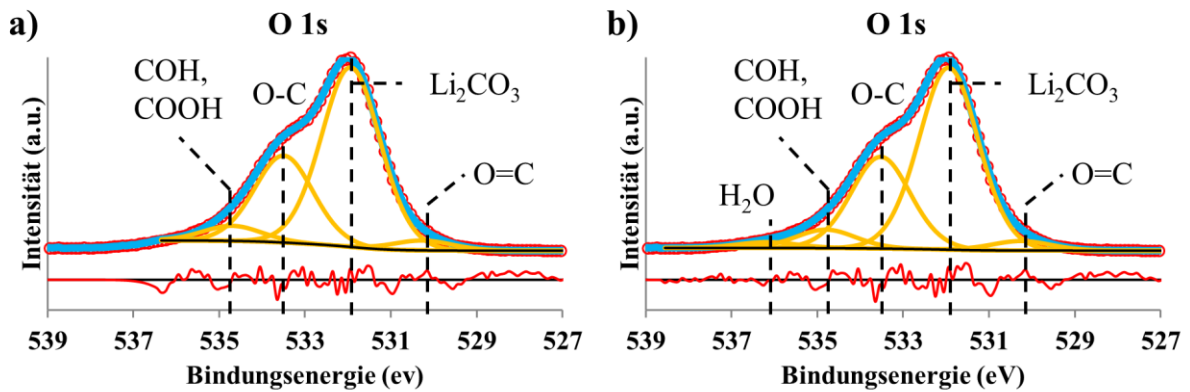 a)
O 1s
COH,
COOH
O-C
Li₂CO₃
O=C
Intensität (a.u.)
539 537 535 533 531 529 527
Bindungsenergie (ev)
b)
O 1s
COH,
COOH
O-C
Li₂CO₃
H₂O
O=C
Intensität (a.u.)
539 537 535 533 531 529 527
Bindungsenergie (eV)